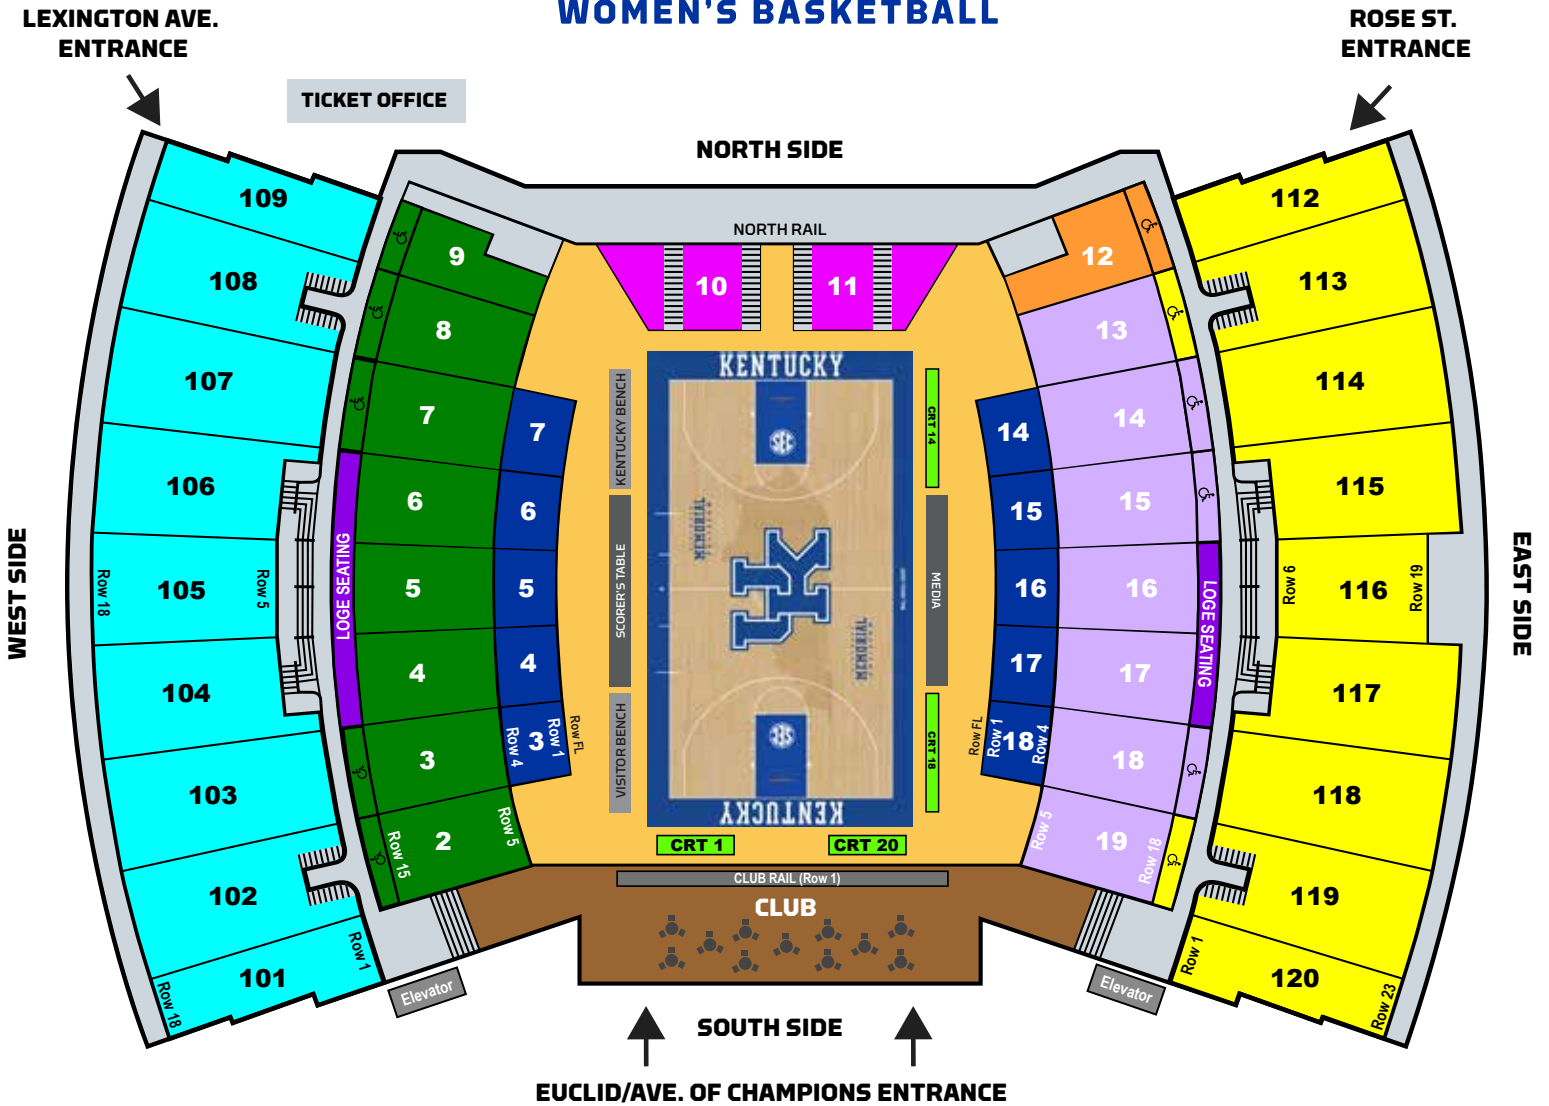 WOMEN'S BASKETBALL
LEXINGTON AVE.
ENTRANCE
ROSE ST.
ENTRANCE
TICKET OFFICE
NORTH SIDE
NORTH RAIL
WEST SIDE
EAST SIDE
109
108
107
106
Row 18
105
Row 5
104
103
102
101
Row 1
Row 18
LOGE SEATING
9
8
7
6
5
4
3
2
Row 15
Row 5
7
6
5
4
3
Row 4
Row 1
Row FL
10
11
KENTUCKY BENCH
SCORER'S TABLE
VISITOR BENCH
KENTUCKY
SEC
MEMORIAL
UK
MEMORIAL
SEC
KENTUCKY
CRT 14
MEDIA
CRT 18
CRT 1
CRT 20
CLUB RAIL (Row 1)
CLUB
14
15
16
17
18
Row FL
Row 1
Row 4
12
13
14
15
16
17
18
19
Row 5
Row 18
LOGE SEATING
112
113
114
115
Row 6
116
Row 19
117
118
119
120
Row 1
Row 23
Elevator
Elevator
SOUTH SIDE
EUCLID/AVE. OF CHAMPIONS ENTRANCE